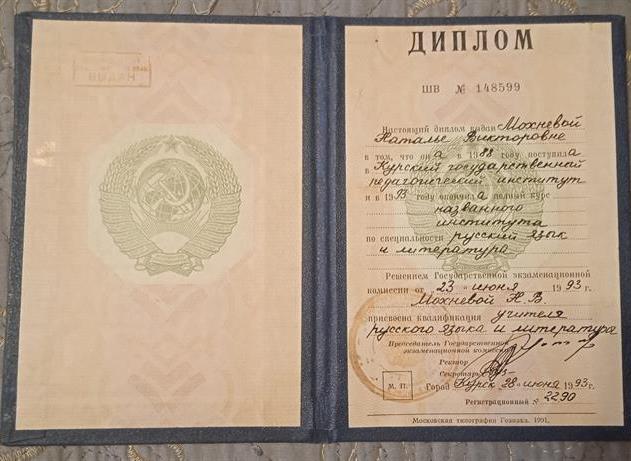 ДИПЛОМ
ШВ № 148599
Настоящий диплом выдан Мохневой
Наталье Викторовне
в том, что она в 1988 году поступила
в Курский государственный
педагогический институт
и в 1993 году окончила полный курс
названного
института
по специальности русский язык
и литература
Решением Государственной экзаменационной
комиссии от „23“ июня 1993 г.
Мохневой Н.В.
присвоена квалификация учителя
русского языка и литература
Председатель Государственной
экзаменационной комиссии
Ректор
Секретарь
М. П.
Город Курск 28 июня 1993 г.
Регистрационный № 2290
Московская типография Гознака. 1991.